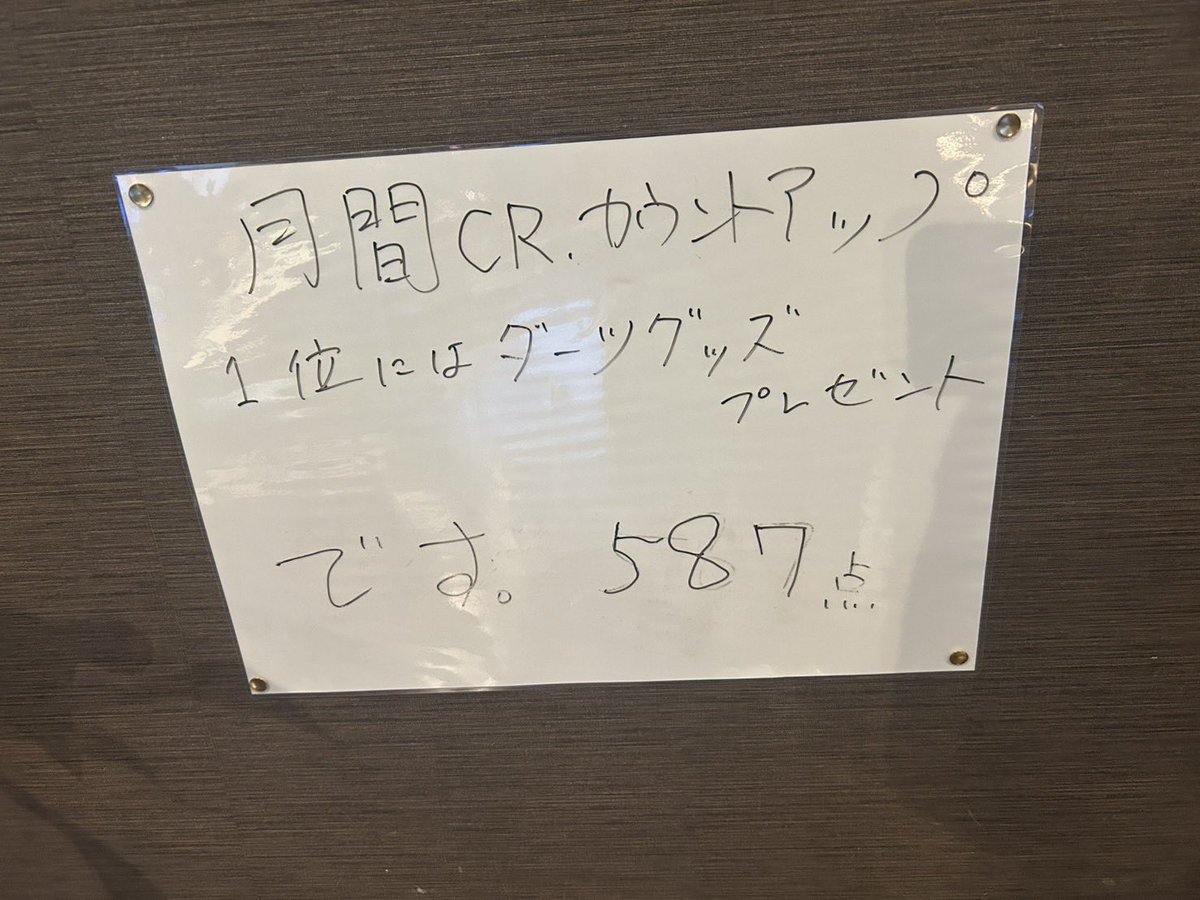 月間CR.カウントアップ
1位にはダーツグッズ
プレゼント
です。 587点